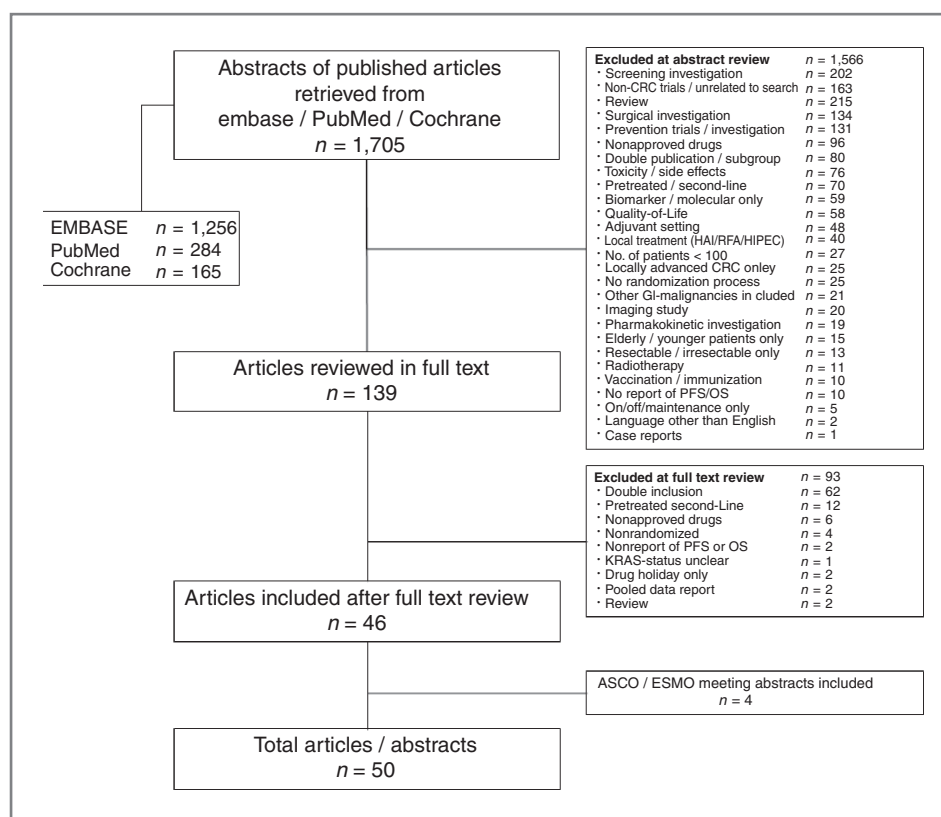 Abstracts of published articles
retrieved from
embase / PubMed / Cochrane
n = 1,705
EMBASE n = 1,256
PubMed n = 284
Cochrane n = 165
Excluded at abstract review n = 1,566
· Screening investigation n = 202
· Non-CRC trials / unrelated to search n = 163
· Review n = 215
· Surgical investigation n = 134
· Prevention trials / investigation n = 131
· Nonapproved drugs n = 96
· Double publication / subgroup n = 80
· Toxicity / side effects n = 76
· Pretreated / second-line n = 70
· Biomarker / molecular only n = 59
· Quality-of-Life n = 58
· Adjuvant setting n = 48
· Local treatment (HAI/RFA/HIPEC) n = 40
· No. of patients < 100 n = 27
· Locally advanced CRC onley n = 25
· No randomization process n = 25
· Other GI-malignancies in cluded n = 21
· Imaging study n = 20
· Pharmakokinetic investigation n = 19
· Elderly / younger patients only n = 15
· Resectable / irresectable only n = 13
· Radiotherapy n = 11
· Vaccination / immunization n = 10
· No report of PFS/OS n = 10
· On/off/maintenance only n = 5
· Language other than English n = 2
· Case reports n = 1
Articles reviewed in full text
n = 139
Excluded at full text review n = 93
· Double inclusion n = 62
· Pretreated second-Line n = 12
· Nonapproved drugs n = 6
· Nonrandomized n = 4
· Nonreport of PFS or OS n = 2
· KRAS-status unclear n = 1
· Drug holiday only n = 2
· Pooled data report n = 2
· Review n = 2
Articles included after full text review
n = 46
ASCO / ESMO meeting abstracts included
n = 4
Total articles / abstracts
n = 50